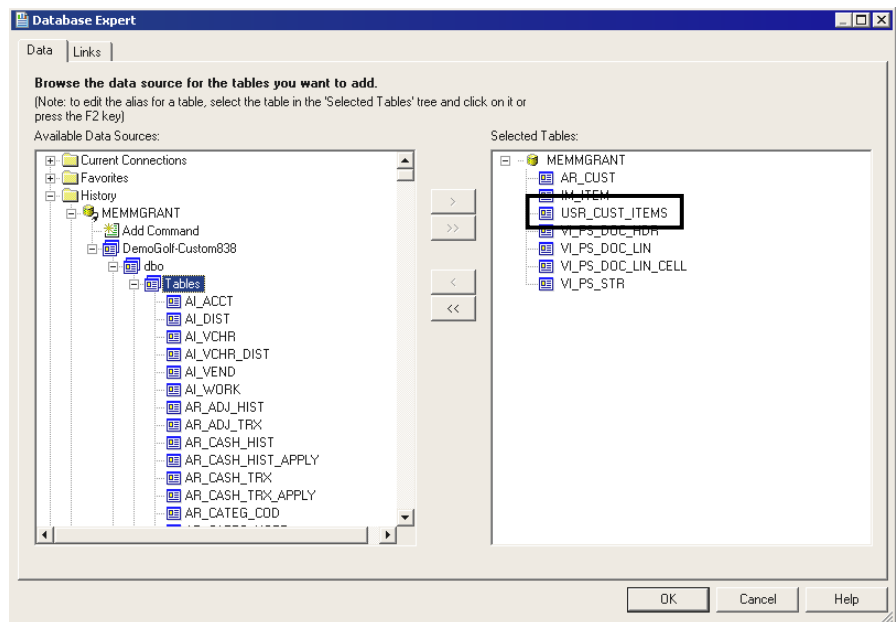 Database Expert
Data
Links
Browse the data source for the tables you want to add.
(Note: to edit the alias for a table, select the table in the 'Selected Tables' tree and click on it or
press the F2 key)
Available Data Sources:
Current Connections
Favorites
History
MEMMGRANT
Add Command
DemoGolf-Custom838
dbo
Tables
AI_ACCT
AI_DIST
AI_VCHR
AI_VCHR_DIST
AI_VEND
AI_WORK
AR_ADJ_HIST
AR_ADJ_TRX
AR_CASH_HIST
AR_CASH_HIST_APPLY
AR_CASH_TRX
AR_CASH_TRX_APPLY
AR_CATEG_COD
>
>>
<
<<
Selected Tables:
MEMMGRANT
AR_CUST
IM_ITEM
USR_CUST_ITEMS
VI_PS_DOC_HDR
VI_PS_DOC_LIN
VI_PS_DOC_LIN_CELL
VI_PS_STR
OK
Cancel
Help